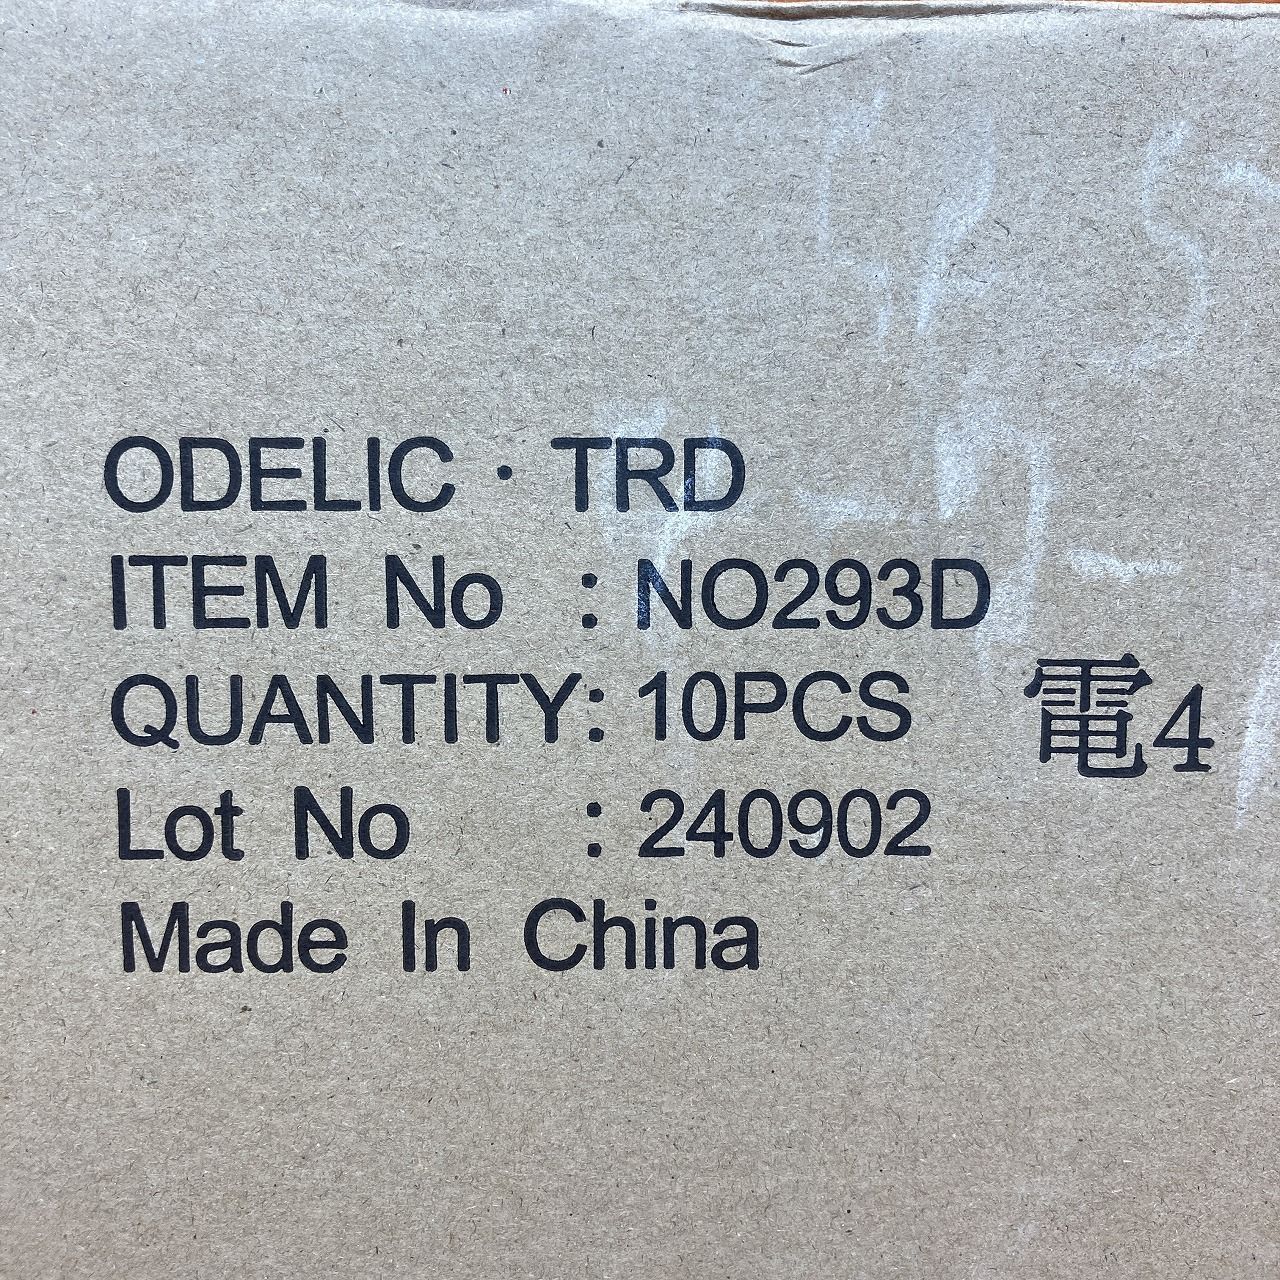 ODELIC・TRD
ITEM No : NO293D
QUANTITY: 10PCS
電4
Lot No : 240902
Made In China